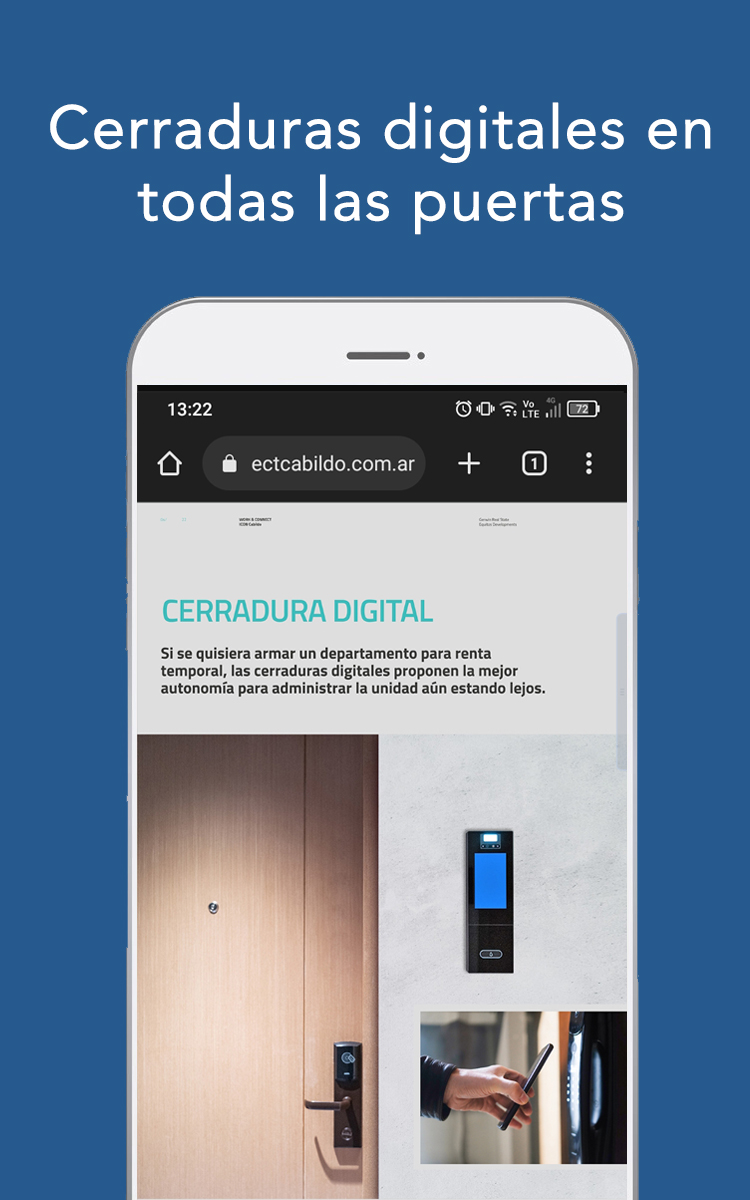 Cerraduras digitales en
todas las puertas
13:22
Vo
LTE
4G
72
ectcabildo.com.ar
1
WORK & CONNECT
ICON Cabildo
CERRADURA DIGITAL
Si se quisiera armar un departamento para renta
temporal, las cerraduras digitales proponen la mejor
autonomía para administrar la unidad aún estando lejos.